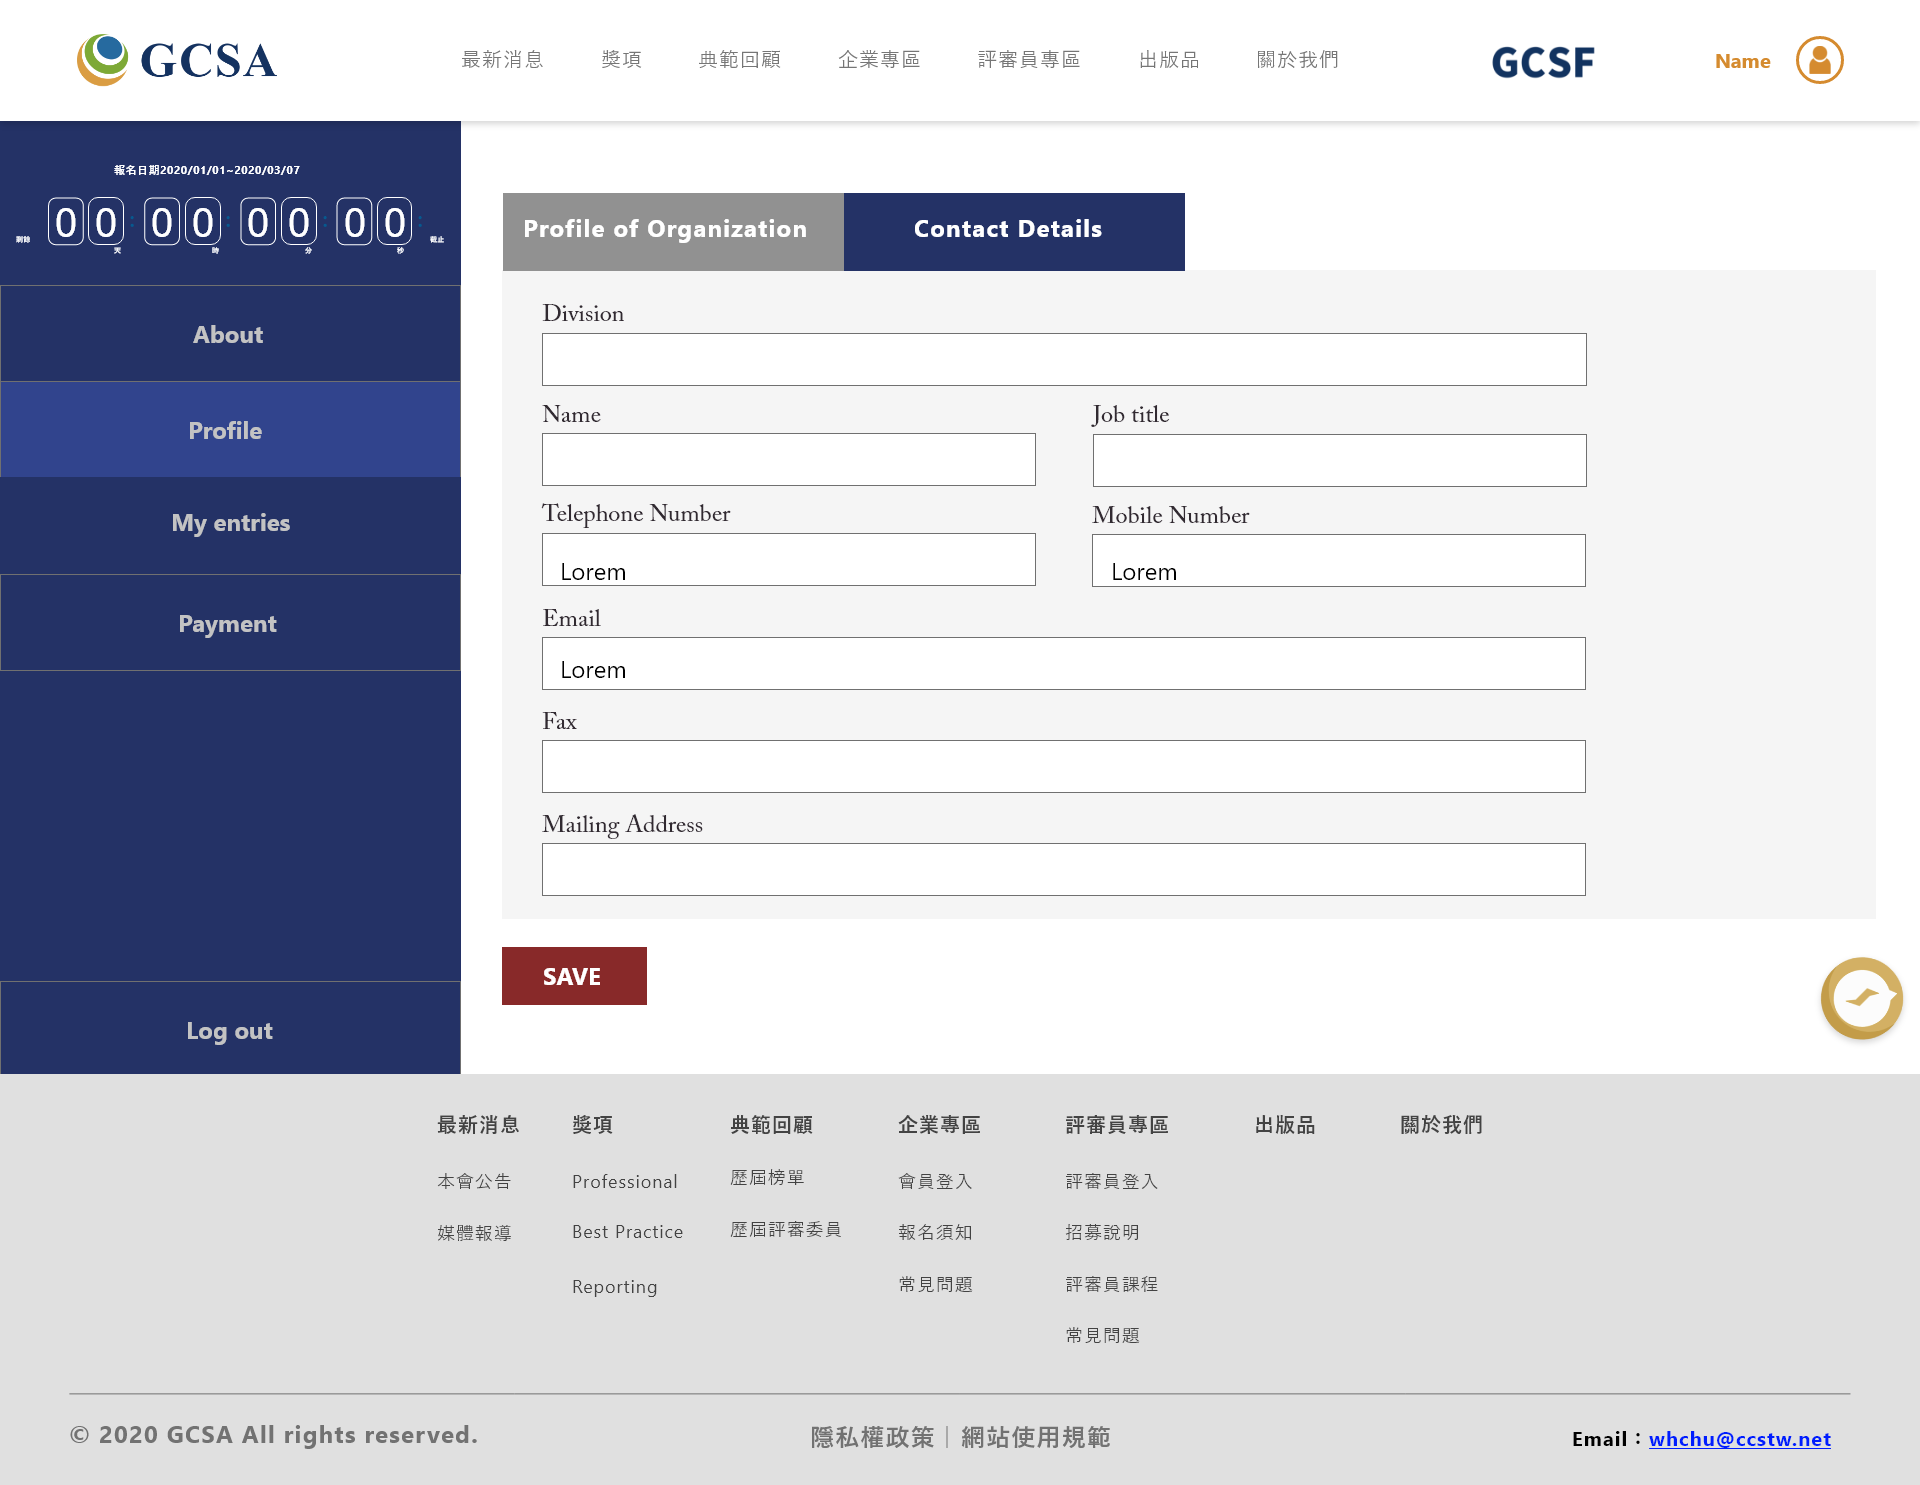 GCSA
最新消息 獎項 典範回顧 企業專區 評審員專區 出版品 關於我們
GCSF
Name
報名日期2020/01/01~2020/03/07
剩餘 00 : 00 : 00 : 00 : 截止
天 時 分 秒
About
Profile
My entries
Payment
Log out
Profile of Organization
Contact Details
Division
Name
Job title
Telephone Number
Mobile Number
Lorem
Lorem
Email
Lorem
Fax
Mailing Address
SAVE
最新消息 獎項 典範回顧 企業專區 評審員專區 出版品 關於我們
本會公告 Professional 歷屆榜單 會員登入 評審員登入
媒體報導 Best Practice 歷屆評審委員 報名須知 招募說明
Reporting 常見問題 評審員課程
常見問題
© 2020 GCSA All rights reserved.
隱私權政策｜網站使用規範
Email：whchu@ccstw.net